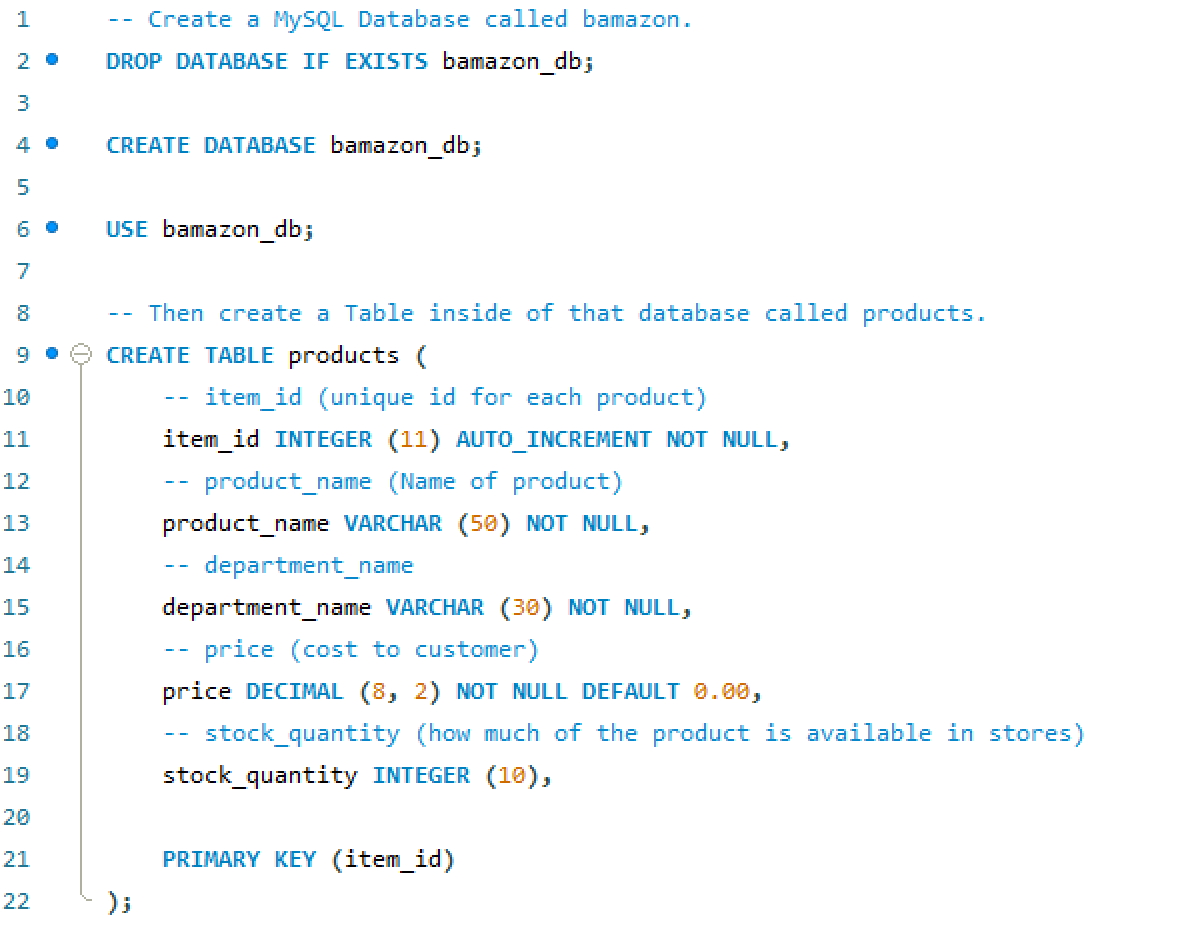 1 -- Create a MySQL Database called bamazon.
2 DROP DATABASE IF EXISTS bamazon_db;
3
4 CREATE DATABASE bamazon_db;
5
6 USE bamazon_db;
7
8 -- Then create a Table inside of that database called products.
9 CREATE TABLE products (
10 -- item_id (unique id for each product)
11 item_id INTEGER (11) AUTO_INCREMENT NOT NULL,
12 -- product_name (Name of product)
13 product_name VARCHAR (50) NOT NULL,
14 -- department_name
15 department_name VARCHAR (30) NOT NULL,
16 -- price (cost to customer)
17 price DECIMAL (8, 2) NOT NULL DEFAULT 0.00,
18 -- stock_quantity (how much of the product is available in stores)
19 stock_quantity INTEGER (10),
20
21 PRIMARY KEY (item_id)
22 );